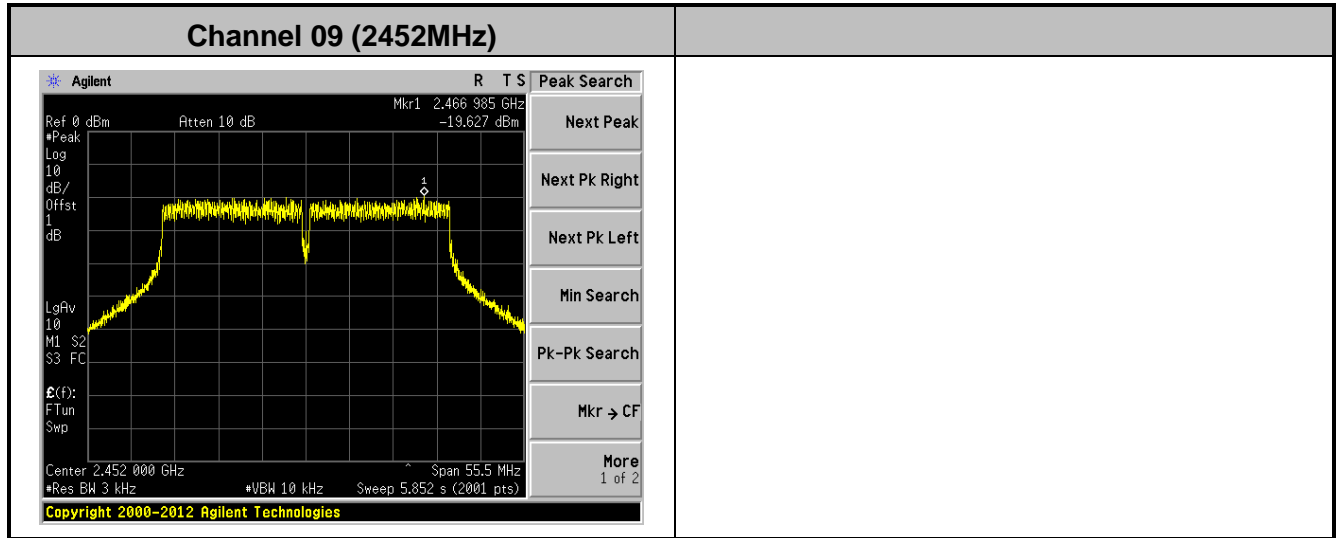 Channel 09 (2452MHz)
Agilent
R T S
Peak Search
Mkr1 2.466 985 GHz
Ref 0 dBm Atten 10 dB -19.627 dBm
#Peak
Log
10
dB/
Offst
1
dB
1
LgAv
10
M1 S2
S3 FC
£(f):
FTun
Swp
Center 2.452 000 GHz ^ Span 55.5 MHz
#Res BW 3 kHz #VBW 10 kHz Sweep 5.852 s (2001 pts)
Next Peak
Next Pk Right
Next Pk Left
Min Search
Pk-Pk Search
Mkr → CF
More
1 of 2
Copyright 2000-2012 Agilent Technologies